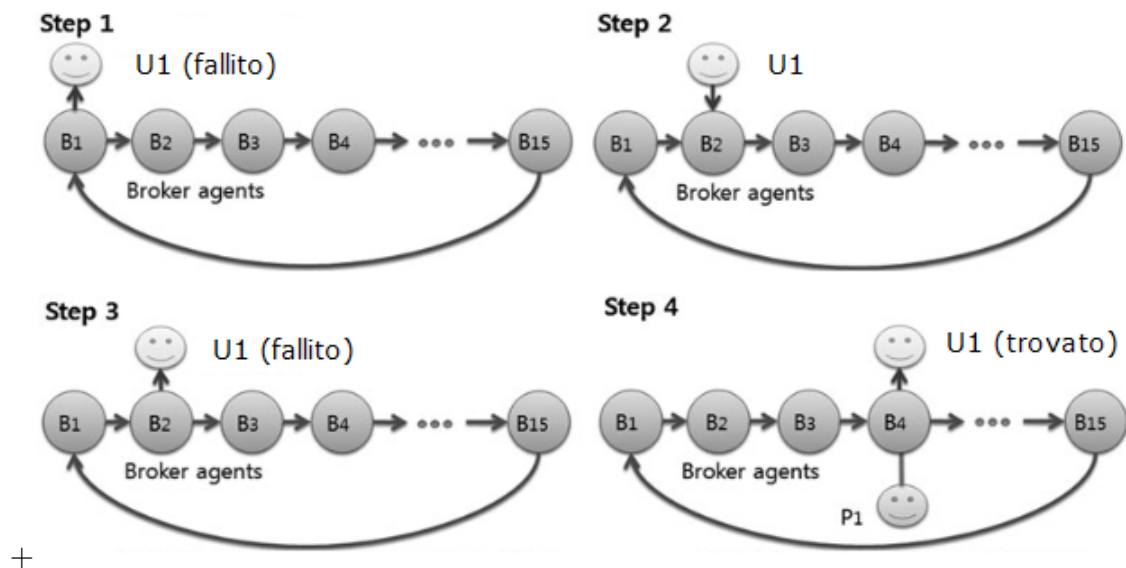 Step 1
U1 (fallito)
B1 B2 B3 B4 ••• B15
Broker agents
Step 2
U1
B1 B2 B3 B4 ••• B15
Broker agents
Step 3
U1 (fallito)
B1 B2 B3 B4 ••• B15
Broker agents
Step 4
U1 (trovato)
B1 B2 B3 B4 ••• B15
Broker agents
P1